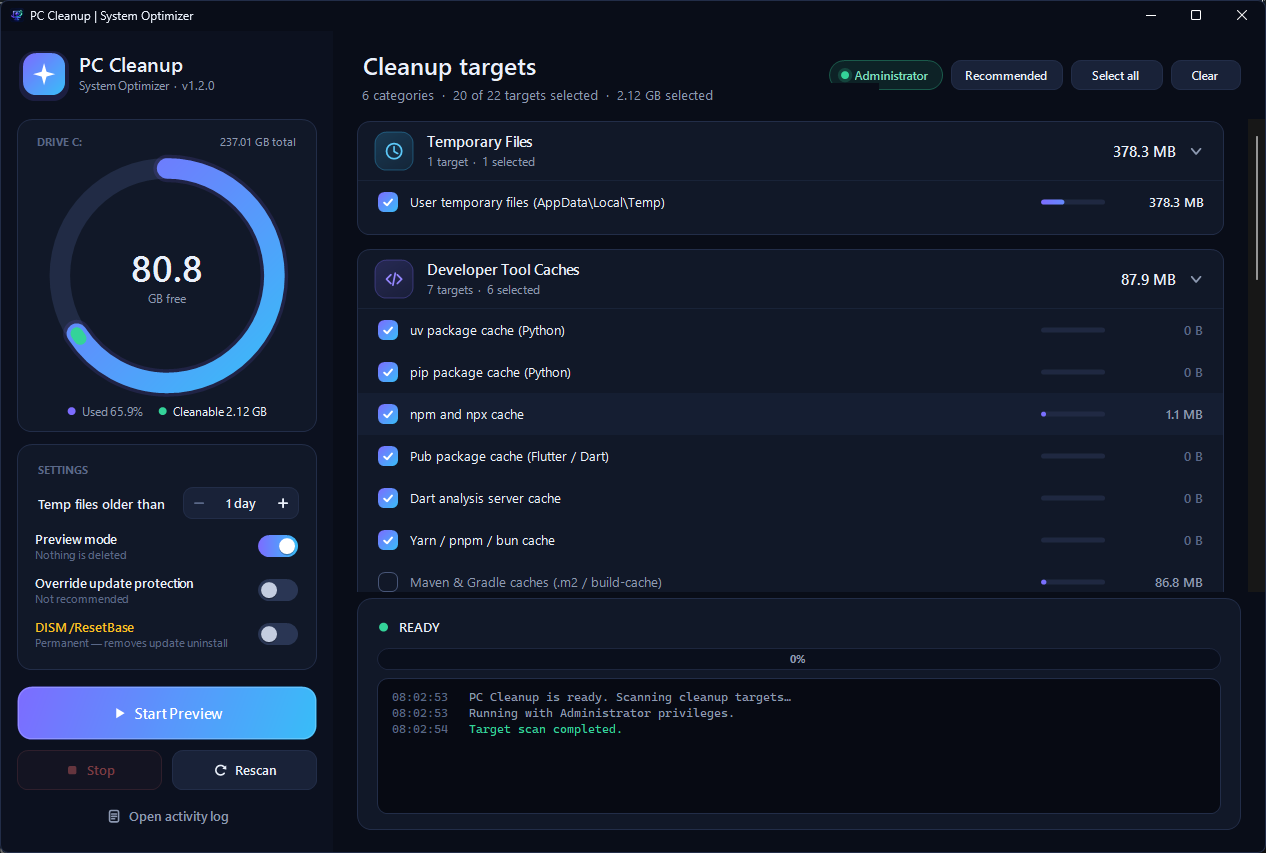 PC Cleanup | System Optimizer
PC Cleanup
System Optimizer · v1.2.0
DRIVE C:
237.01 GB total
80.8
GB free
Used 65.9%
Cleanable 2.12 GB
SETTINGS
Temp files older than
− 1 day +
Preview mode
Nothing is deleted
Override update protection
Not recommended
DISM /ResetBase
Permanent — removes update uninstall
Start Preview
Stop
Rescan
Open activity log
Cleanup targets
6 categories · 20 of 22 targets selected · 2.12 GB selected
Administrator
Recommended
Select all
Clear
Temporary Files
1 target · 1 selected
378.3 MB
User temporary files (AppData\Local\Temp)
378.3 MB
Developer Tool Caches
7 targets · 6 selected
87.9 MB
uv package cache (Python)
0 B
pip package cache (Python)
0 B
npm and npx cache
1.1 MB
Pub package cache (Flutter / Dart)
0 B
Dart analysis server cache
0 B
Yarn / pnpm / bun cache
0 B
Maven & Gradle caches (.m2 / build-cache)
86.8 MB
READY
0%
08:02:53 PC Cleanup is ready. Scanning cleanup targets…
08:02:53 Running with Administrator privileges.
08:02:54 Target scan completed.